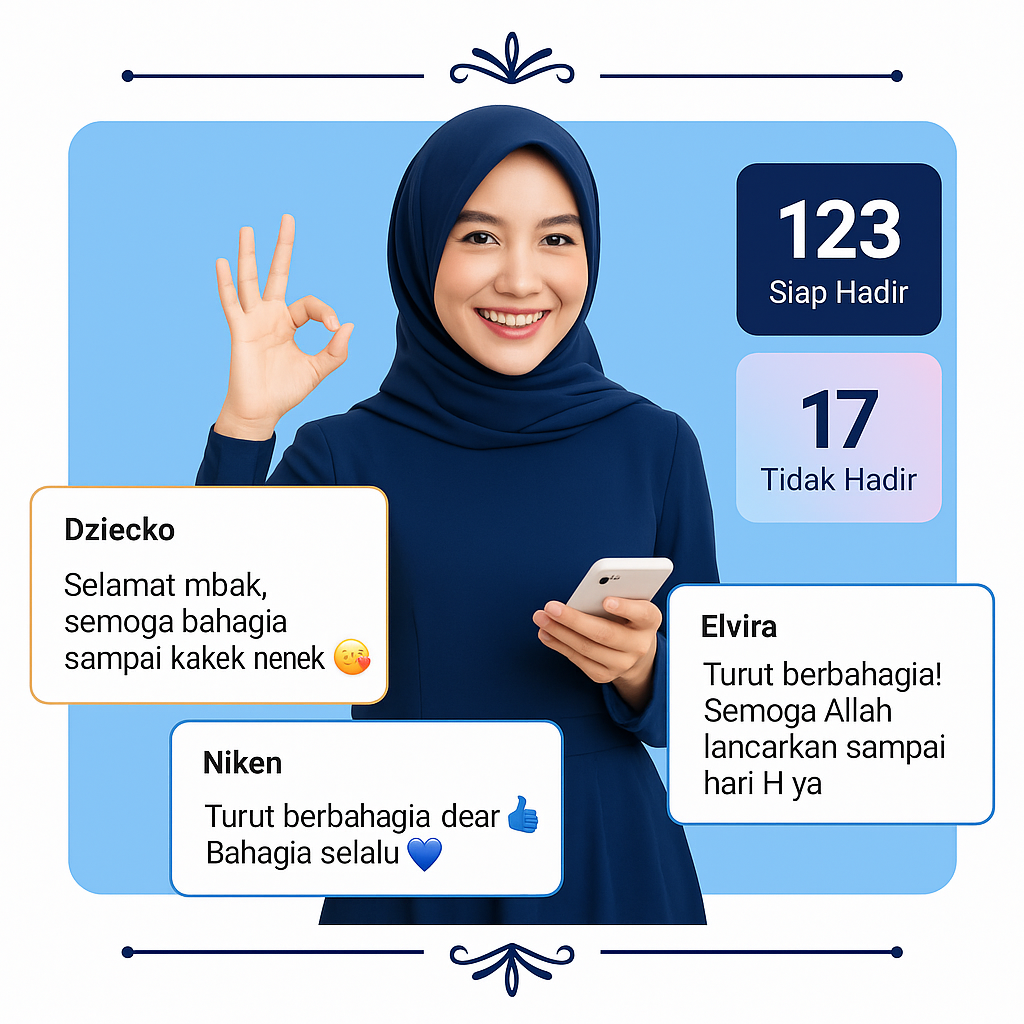 123
Siap Hadir
17
Tidak Hadir
Dziecko
Selamat mbak,
semoga bahagia
sampai kakek nenek 😘
Elvira
Turut berbahagia!
Semoga Allah
lancarkan sampai
hari H ya
Niken
Turut berbahagia dear 👍
Bahagia selalu 💙